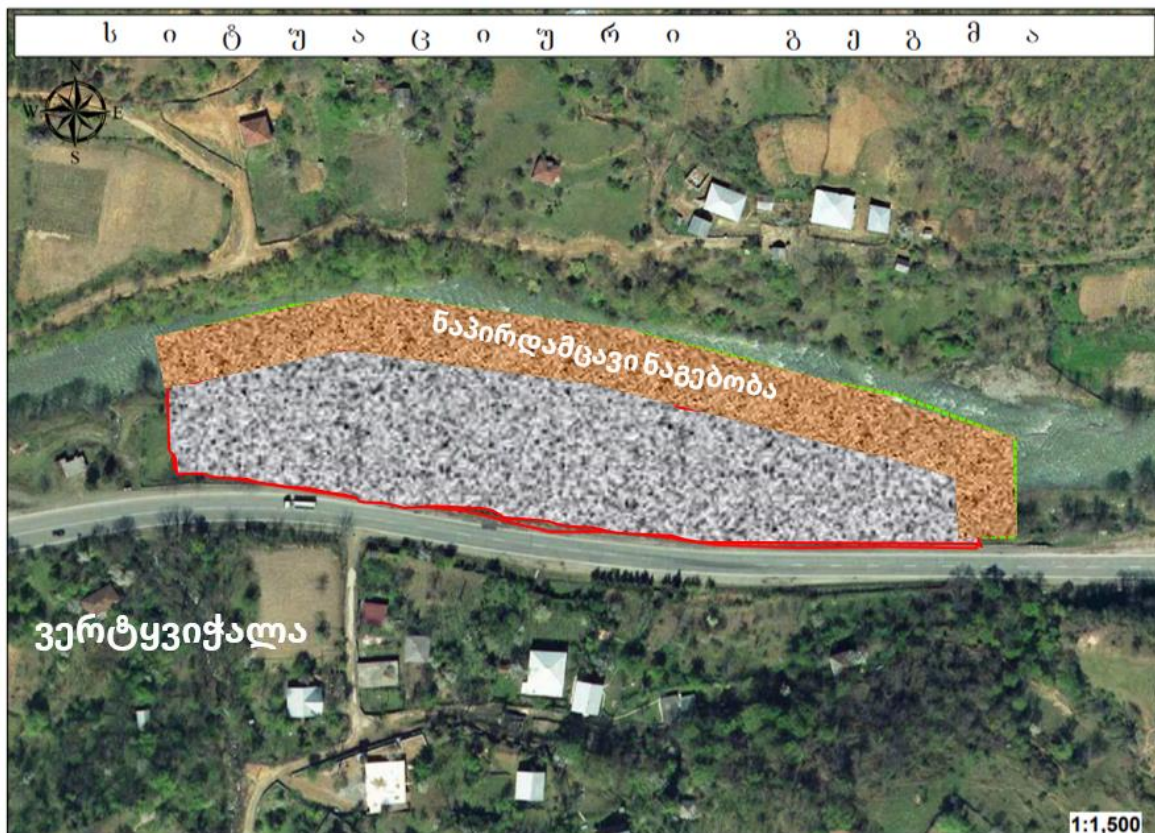 ს ი ტ უ ა ც ი უ რ ი გ ე გ მ ა
N
W E
S
ნაპირდამცავი ნაგებობა
ვერტყვიჭალა
1:1,500